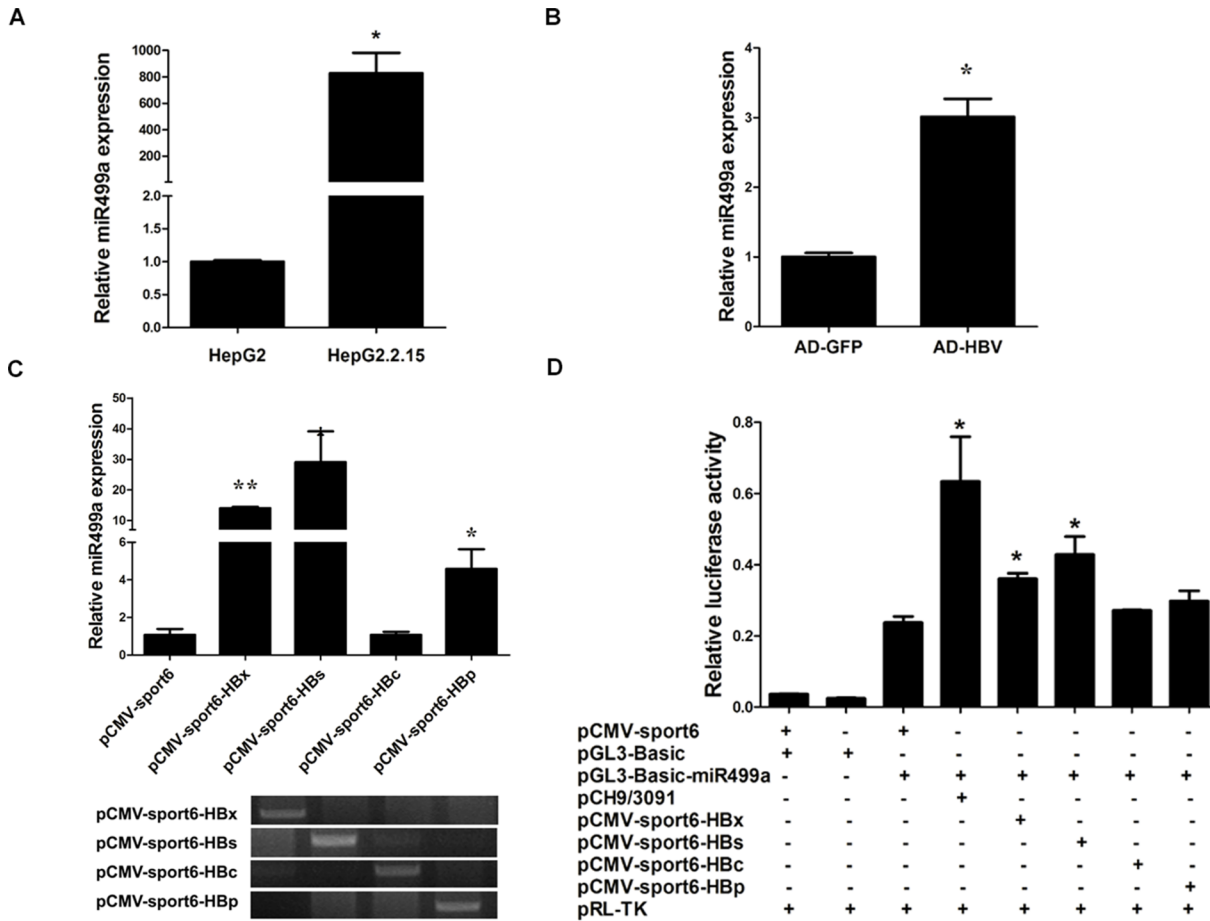 A
Relative miR499a expression
1000
800
600
400
200
2.0
1.5
1.0
0.5
0.0
*
HepG2
HepG2.2.15
B
Relative miR499a expression
4
3
2
1
0
*
AD-GFP
AD-HBV
C
Relative miR499a expression
50
40
30
20
10
6
4
2
0
**
*
*
pCMV-sport6
pCMV-sport6-HBx
pCMV-sport6-HBs
pCMV-sport6-HBc
pCMV-sport6-HBp
pCMV-sport6-HBx
pCMV-sport6-HBs
pCMV-sport6-HBc
pCMV-sport6-HBp
D
Relative luciferase activity
0.8
0.6
0.4
0.2
0.0
*
*
*
pCMV-sport6 + - + - - - - -
pGL3-Basic + + - - - - - -
pGL3-Basic-miR499a - - + + + + + +
pCH9/3091 - - - + - - - -
pCMV-sport6-HBx - - - - + - - -
pCMV-sport6-HBs - - - - - + - -
pCMV-sport6-HBc - - - - - - + -
pCMV-sport6-HBp - - - - - - - +
pRL-TK + + + + + + + +